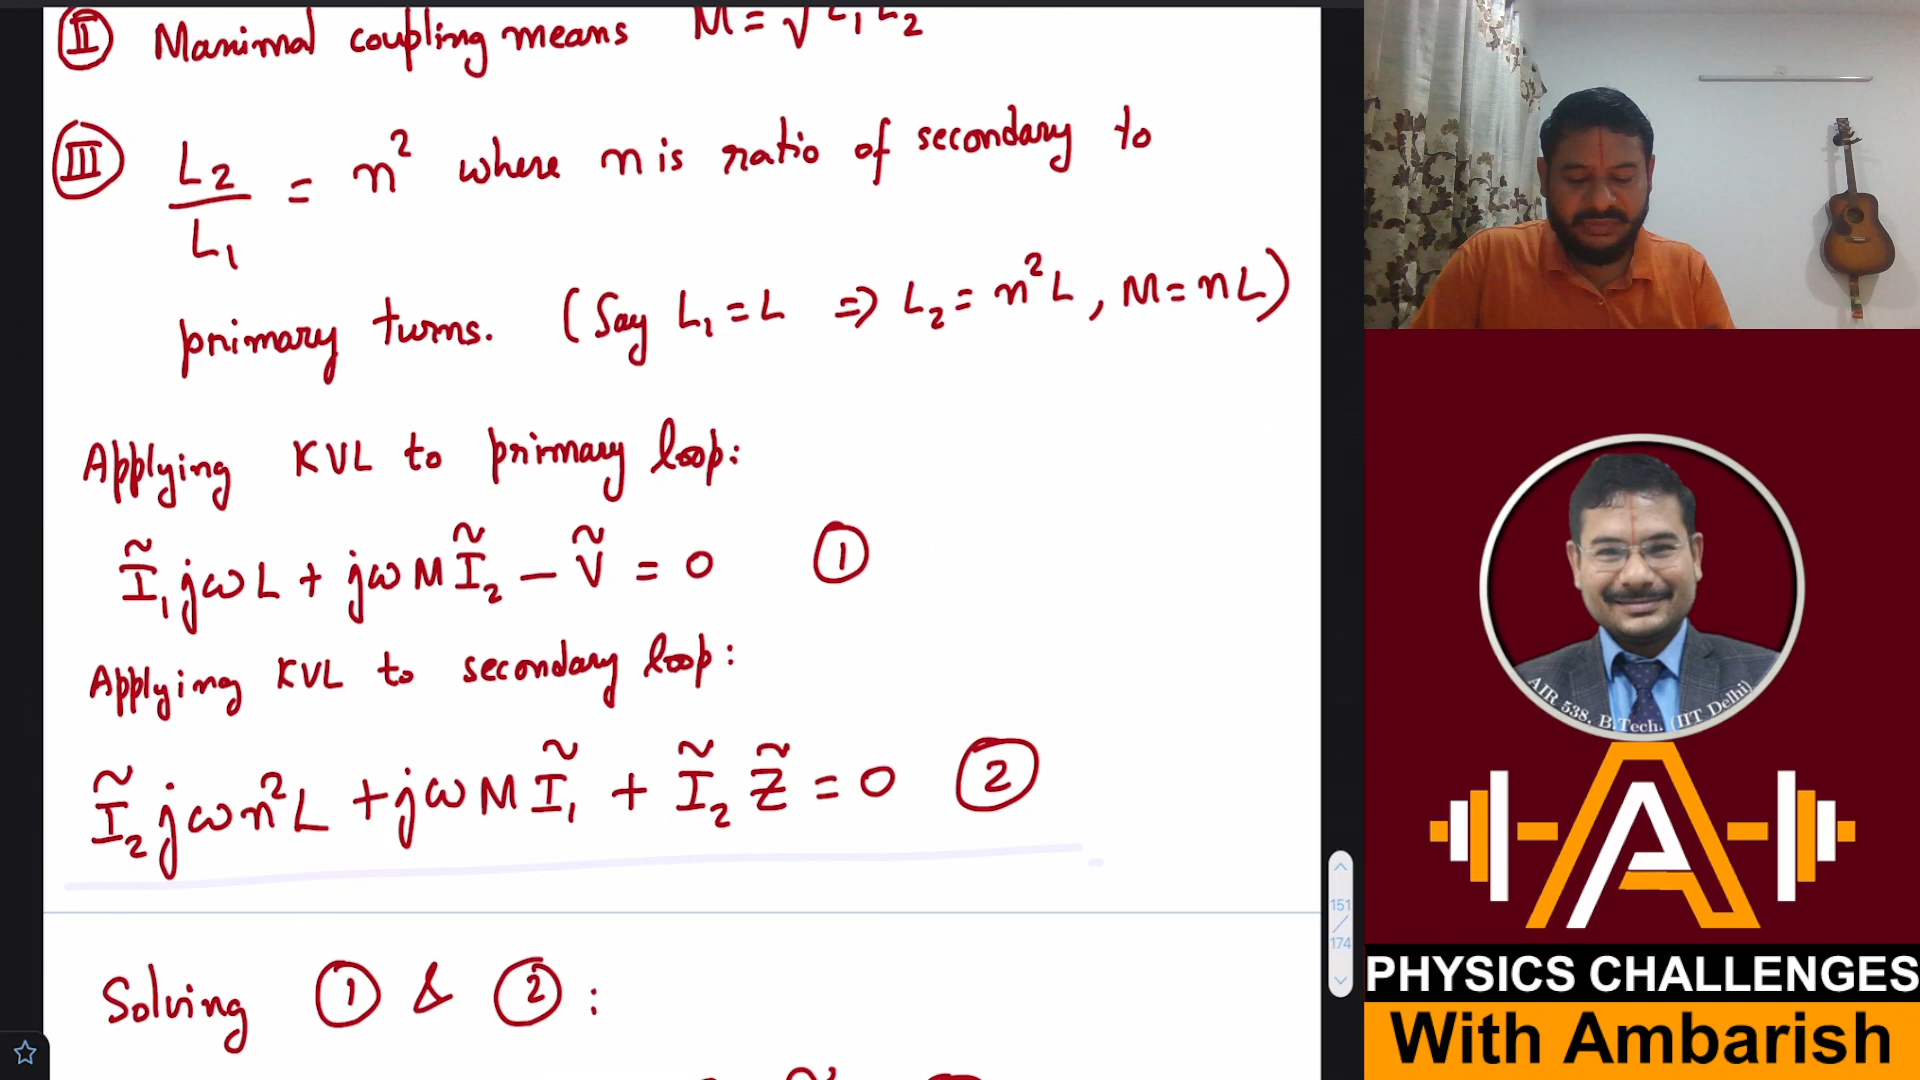 II Maximal coupling means M = √L₁L₂
III L₂/L₁ = n² where n is ratio of secondary to
primary turns. (Say L₁ = L ⇒ L₂ = n²L, M = nL)
Applying KVL to primary loop:
Ĩ₁jωL + jωMĨ₂ − Ṽ = 0 ①
Applying KVL to secondary loop:
Ĩ₂jωn²L + jωMĨ₁ + Ĩ₂Z̃ = 0 ②
Solving ① & ② :
151
/
174
AIR 538, B.Tech. (IIT Delhi)
A
PHYSICS CHALLENGES
With Ambarish